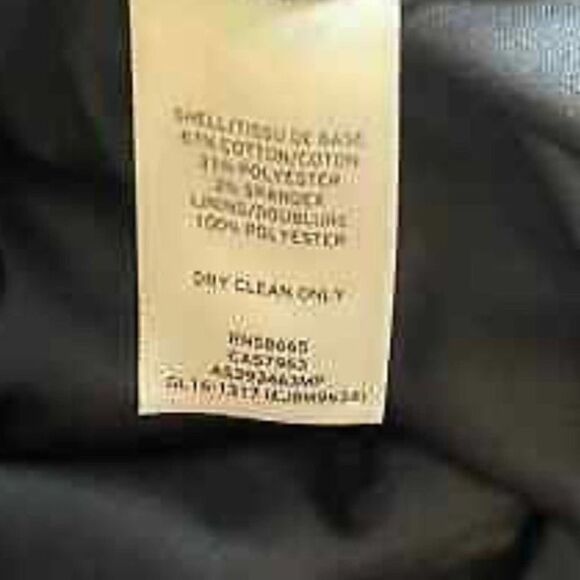 SHELL/TISSU DE BASE
67% COTTON/COTON
31% POLYESTER
2% SPANDEX
LINING/DOUBLURE
100% POLYESTER
DRY CLEAN ONLY
RN58665
CA57963